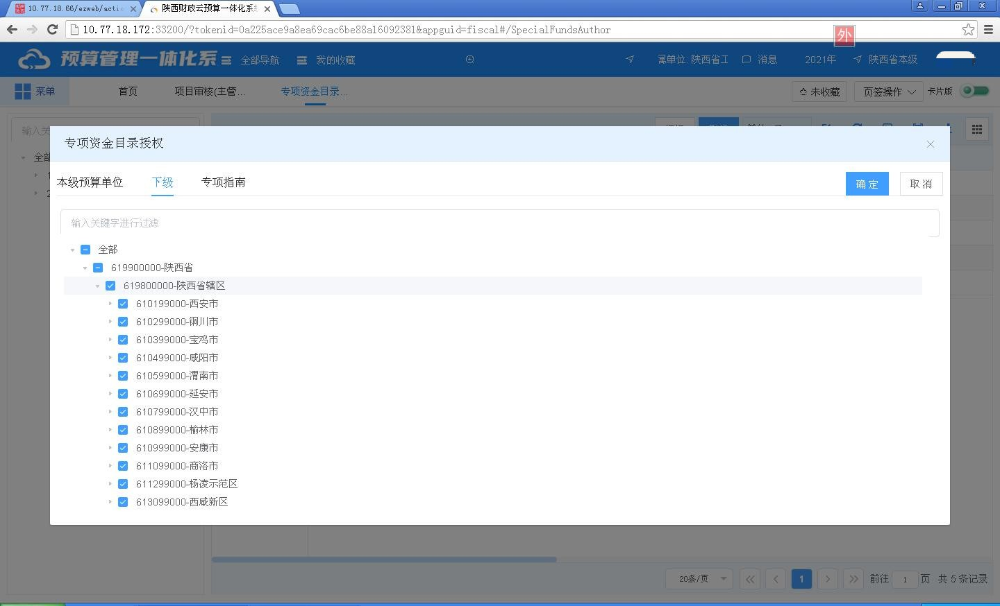 10.77.18.66/ezweb/actio
陕西财政云预算一体化系
10.77.18.172:33200/?tokenid=0a225ace9a8ea69cac6be88a16092381&appguid=fiscal#/SpecialFundsAuthor
外
预算管理一体化系 全部导航 我的收藏 属单位: 陕西省工 消息 2021年 陕西省本级
菜单 首页 项目审核(主管... 专项资金目录... 未收藏 页签操作 卡片版
输入关
全部
专项资金目录授权
本级预算单位 下级 专项指南 确定 取消
输入关键字进行过滤
全部
619900000-陕西省
619800000-陕西省辖区
610199000-西安市
610299000-铜川市
610399000-宝鸡市
610499000-咸阳市
610599000-渭南市
610699000-延安市
610799000-汉中市
610899000-榆林市
610999000-安康市
611099000-商洛市
611299000-杨凌示范区
613099000-西咸新区
20条/页 1 前往 1 页 共 5 条记录